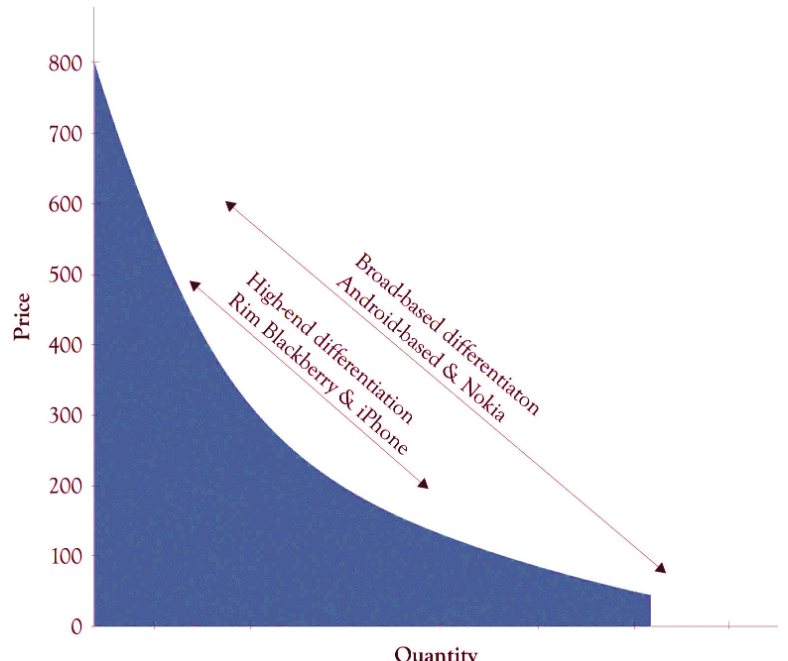 800
700
600
500
400
300
200
100
0
Price
Broad-based differentiaton
Android-based & Nokia
High-end differentiation
Rim Blackberry & iPhone
Quantity